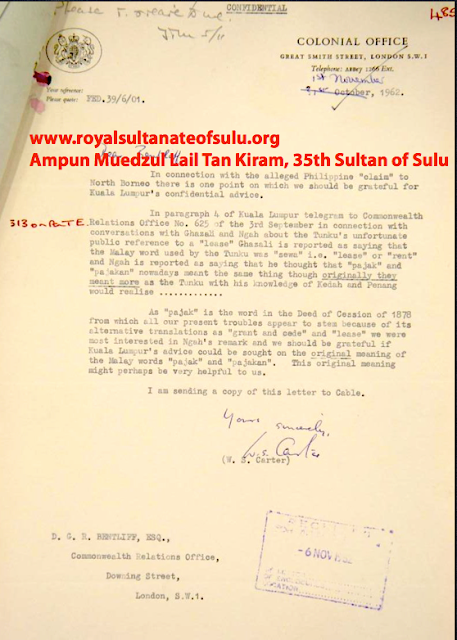 CONFIDENTIAL
485
Please
COLONIAL OFFICE
GREAT SMITH STREET, LONDON S.W.1
Telephone: ABBEY 1266 Ext.
1st November
October, 1962.
Your reference:
Please quote: FED.39/6/01.
www.royalsultanateofsulu.org
Ampun Muedzul Lail Tan Kiram, 35th Sultan of Sulu
In connection with the alleged Philippine "claim" to
North Borneo there is one point on which we should be grateful for
Kuala Lumpur's confidential advice.
In paragraph 4 of Kuala Lumpur telegram to Commonwealth
Relations Office No. 625 of the 3rd September in connection with
conversations with Ghazali and Ngah about the Tunku's unfortunate
public reference to a "lease" Ghazali is reported as saying that
the Malay word used by the Tunku was "sewa" i.e. "lease" or "rent"
and Ngah is reported as saying that he thought that "pajak" and
"pajakan" nowadays meant the same thing though originally they
meant more as the Tunku with his knowledge of Kedah and Penang
would realise .............
As "pajak" is the word in the Deed of Cession of 1878
from which all our present troubles appear to stem because of its
alternative translations as "grant and cede" and "lease" we were
most interested in Ngah's remark and we should be grateful if
Kuala Lumpur's advice could be sought on the original meaning of
the Malay words "pajak" and "pajakan". This original meaning
might perhaps be very helpful to us.
I am sending a copy of this letter to Cable.
Yours sincerely,
W. S. Carter
(W. S. Carter)
D. G. R. BENTLIFF, ESQ.,
Commonwealth Relations Office,
Downing Street,
London, S.W.1.
-6 NOV 1962